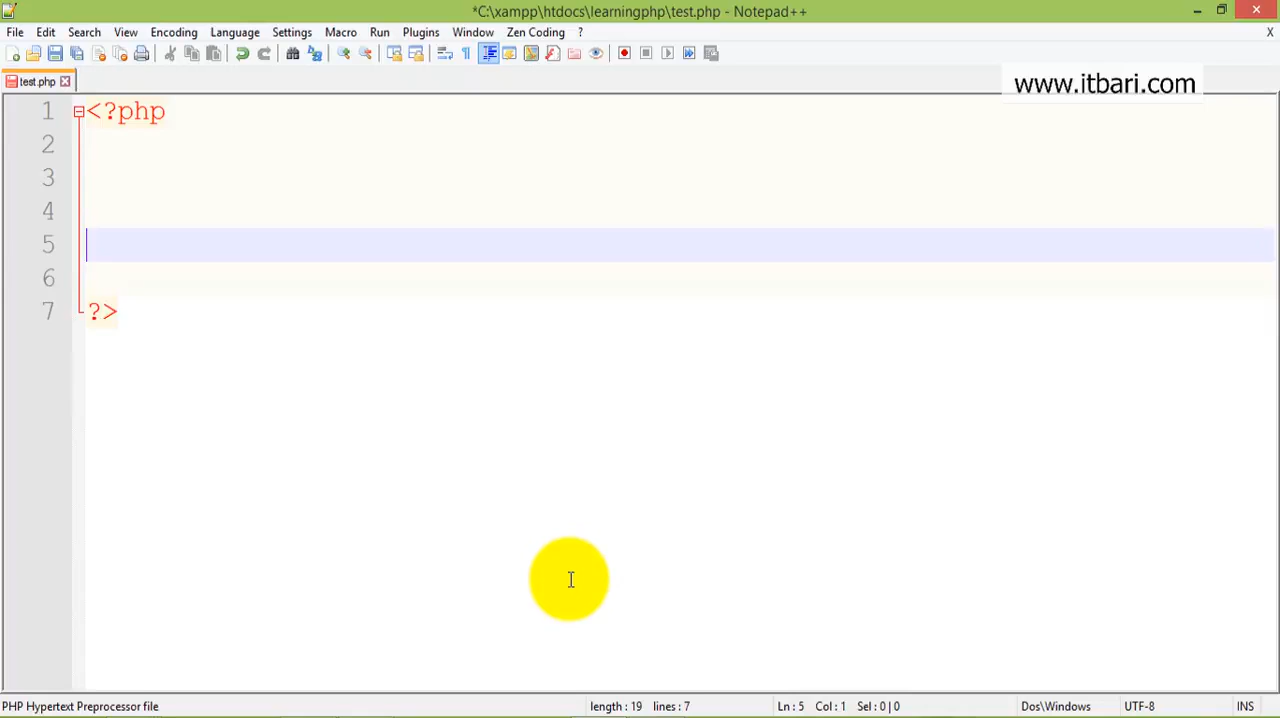 *C:\xampp\htdocs\learningphp\test.php - Notepad++
File Edit Search View Encoding Language Settings Macro Run Plugins Window Zen Coding ? X
test.php
www.itbari.com
1 <?php
2
3
4
5
6
7 ?>
PHP Hypertext Preprocessor file length : 19 lines : 7 Ln : 5 Col : 1 Sel : 0 | 0 Dos\Windows UTF-8 INS